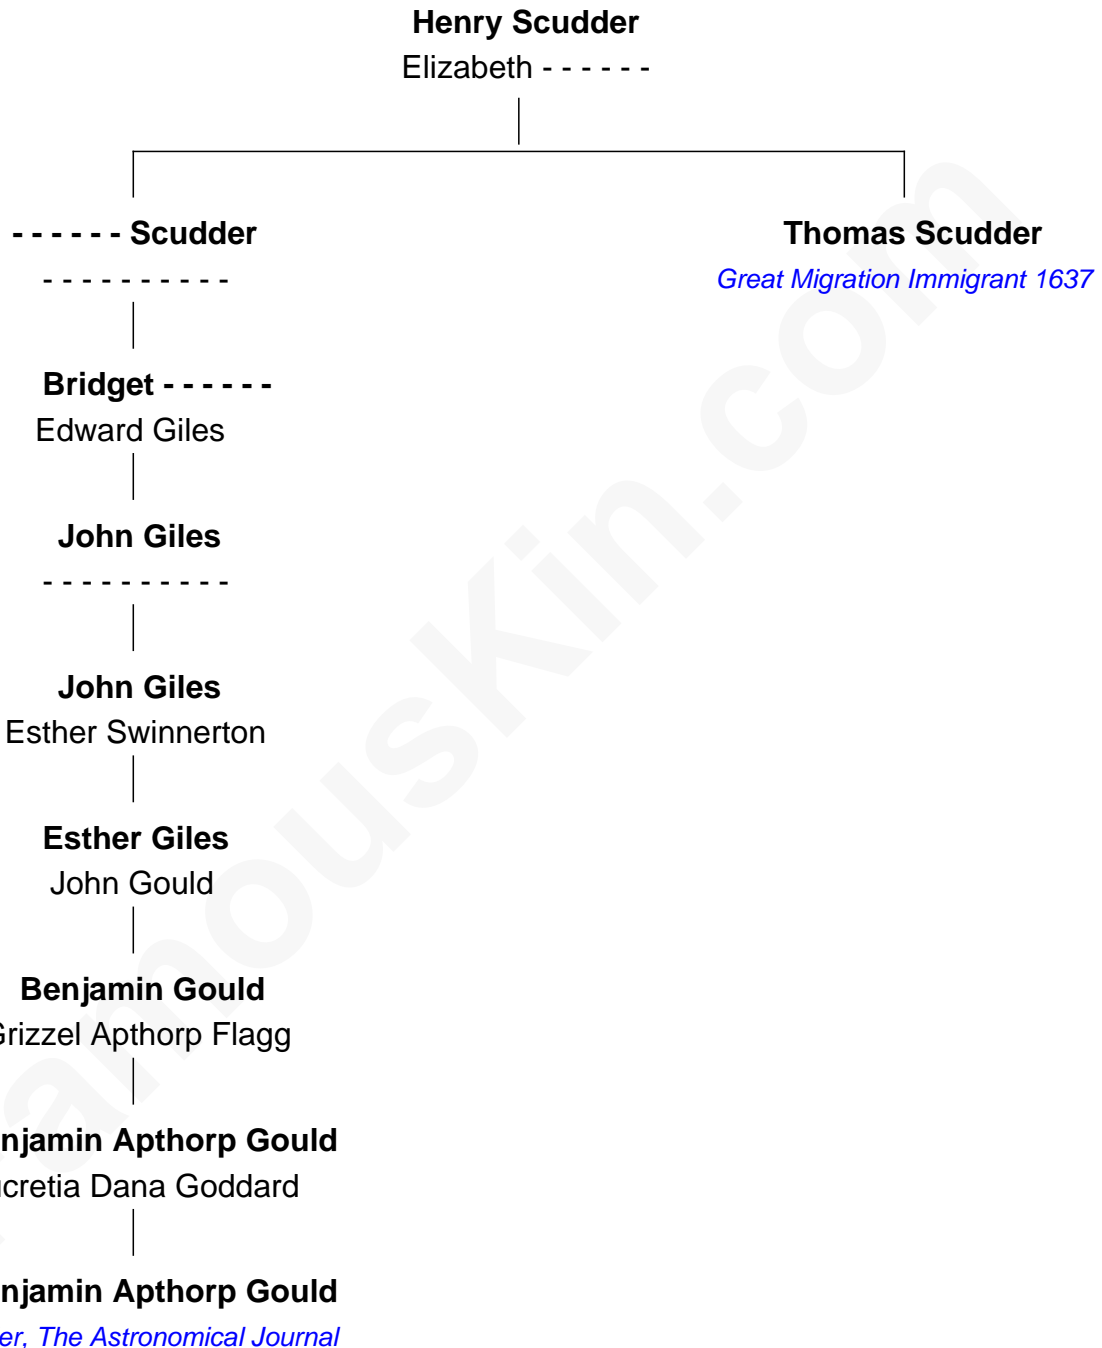 Henry Scudder
Elizabeth - - - - - -
- - - - - - Scudder
Thomas Scudder
- - - - - - - - - -
Great Migration Immigrant 1637
Bridget - - - - - -
Edward Giles
John Giles
- - - - - - - - - -
John Giles
Esther Swinnerton
Esther Giles
John Gould
Benjamin Gould
Grizzel Apthorp Flagg
njamin Apthorp Gould
cretia Dana Goddard
njamin Apthorp Gould
er, The Astronomical Journal
FamousKin.com